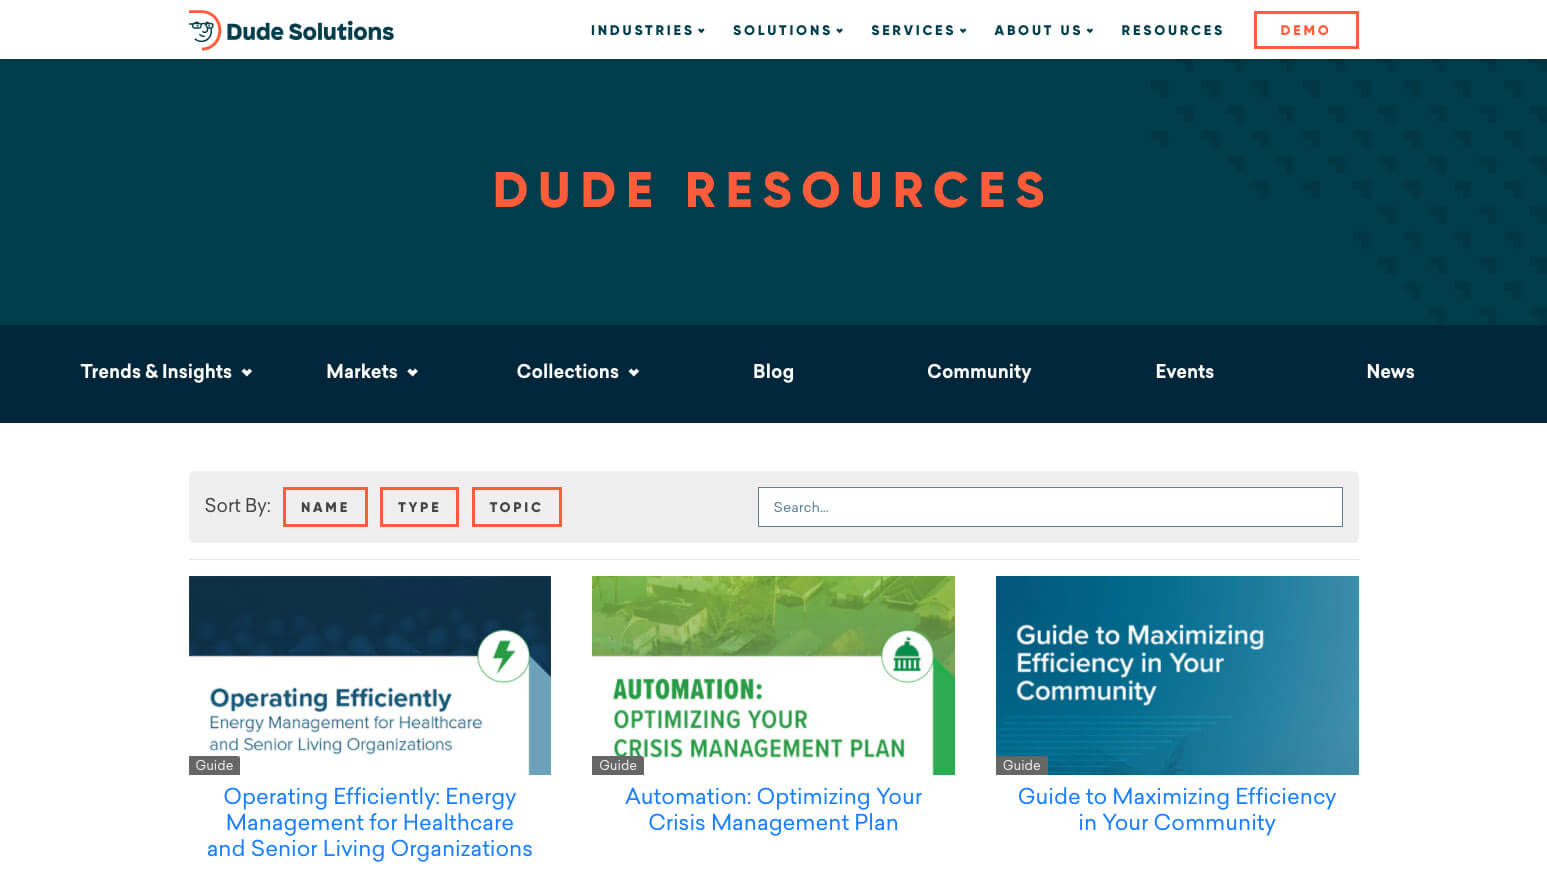 Dude Solutions
INDUSTRIES SOLUTIONS SERVICES ABOUT US RESOURCES DEMO
DUDE RESOURCES
Trends & Insights Markets Collections Blog Community Events News
Sort By: NAME TYPE TOPIC Search...
Operating Efficiently
Energy Management for Healthcare
and Senior Living Organizations
Guide
Operating Efficiently: Energy
Management for Healthcare
and Senior Living Organizations
AUTOMATION:
OPTIMIZING YOUR
CRISIS MANAGEMENT PLAN
Guide
Automation: Optimizing Your
Crisis Management Plan
Guide to Maximizing
Efficiency in Your
Community
Guide
Guide to Maximizing Efficiency
in Your Community